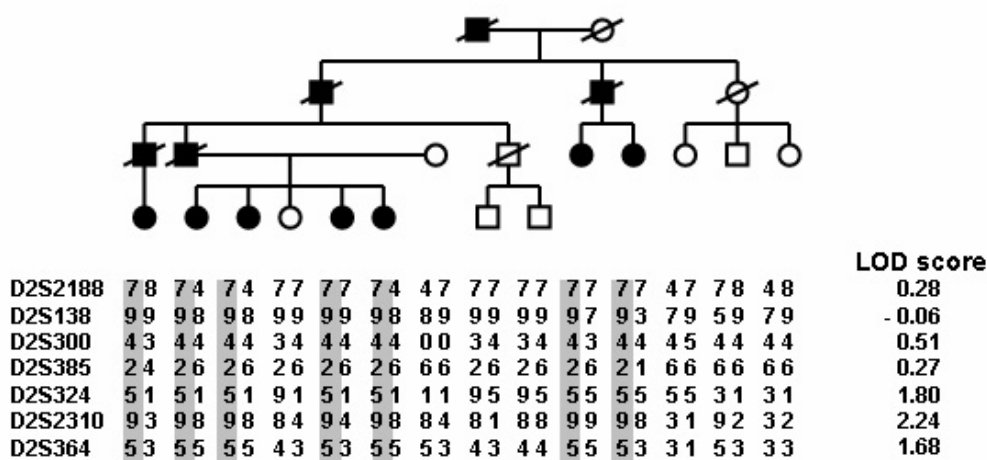 LOD score
D2S2188 78 74 74 77 77 74 47 77 77 77 77 47 78 48 0.28
D2S138 99 98 98 99 99 98 89 99 99 97 93 79 59 79 - 0.06
D2S300 43 44 44 34 44 44 00 34 34 43 44 45 44 44 0.51
D2S385 24 26 26 26 26 26 66 26 26 26 21 66 66 66 0.27
D2S324 51 51 51 91 51 51 11 95 95 55 55 55 31 31 1.80
D2S2310 93 98 98 84 94 98 84 81 88 99 98 31 92 32 2.24
D2S364 53 55 55 43 53 55 53 43 44 55 53 31 53 33 1.68